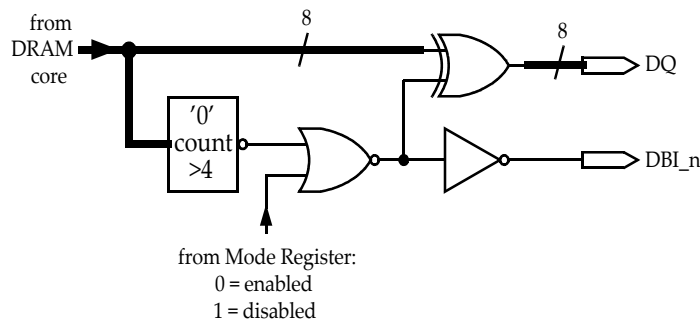 from
DRAM
core
8
8
DQ
'0'
count
>4
DBI_n
from Mode Register:
0 = enabled
1 = disabled